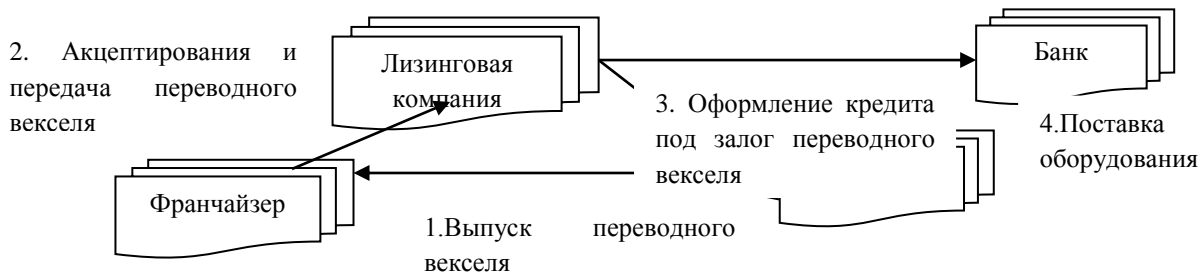 2. Акцептирования и
передача переводного
векселя
Лизинговая
компания
Банк
3. Оформление кредита
под залог переводного
векселя
4.Поставка
оборудования
Франчайзер
1.Выпуск переводного
векселя